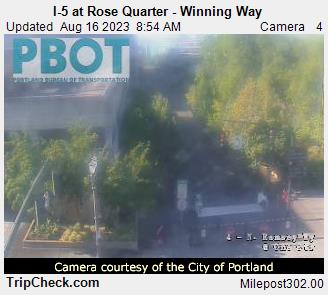 I-5 at Rose Quarter - Winning Way
Updated Aug 16 2023 8:54 AM Camera 4
PBOT
PORTLAND BUREAU OF TRANSPORTATION
4 - N.
Camera courtesy of the City of Portland
TripCheck.com Milepost302.00